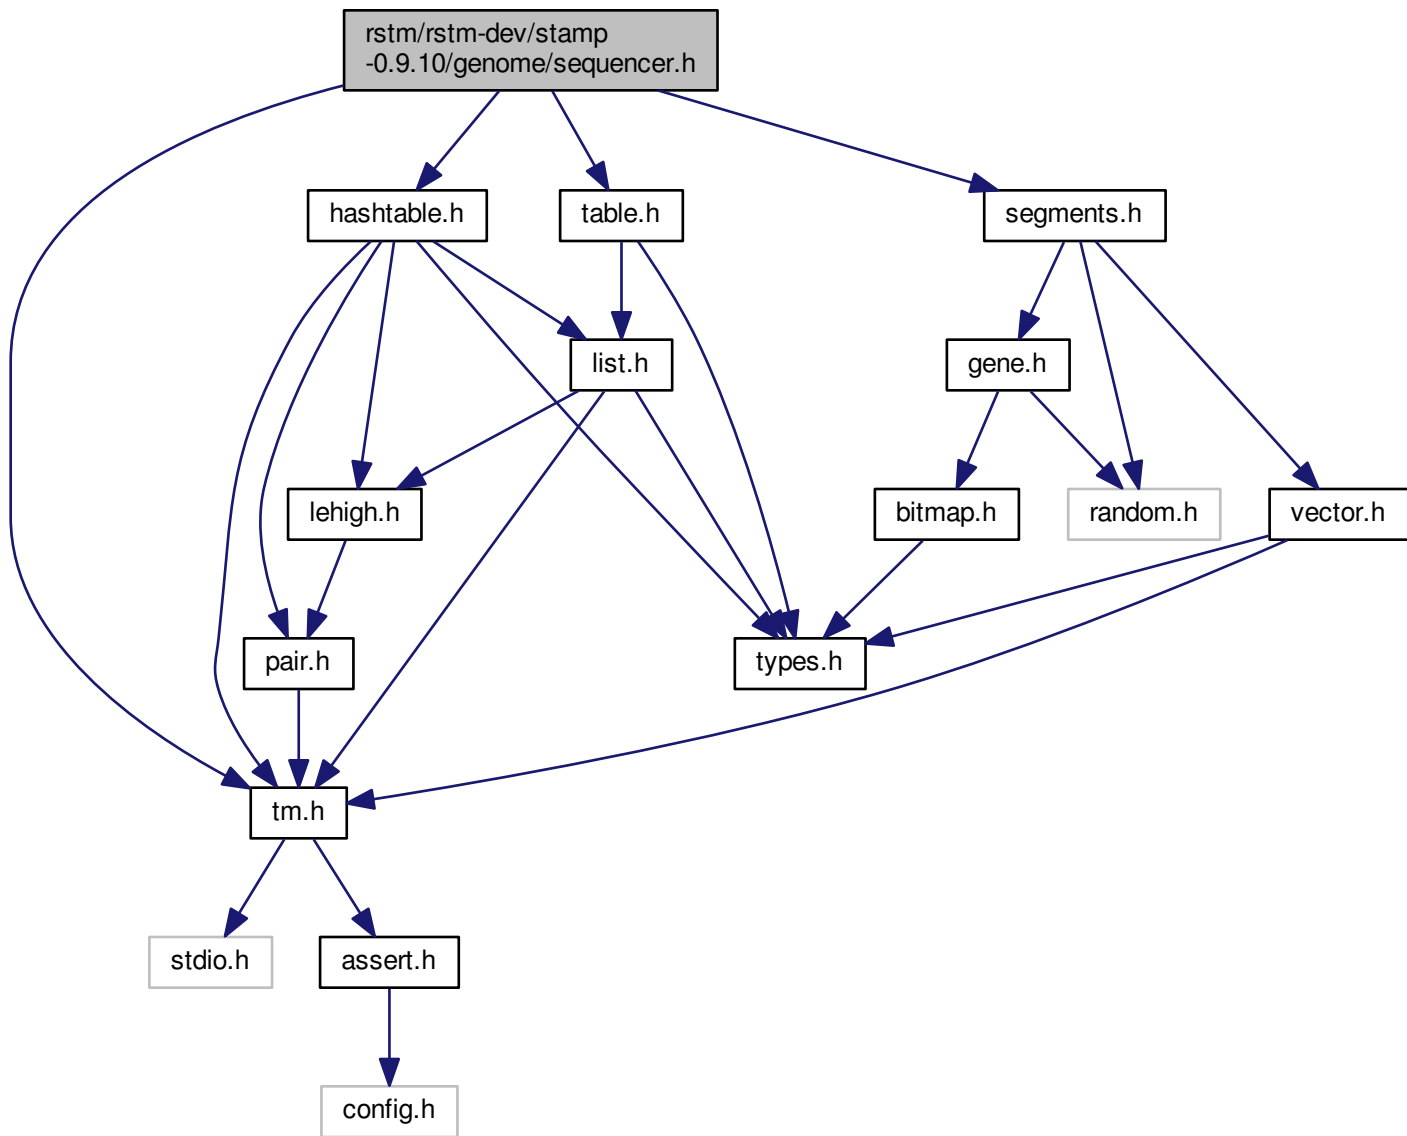 rstm/rstm-dev/stamp
-0.9.10/genome/sequencer.h
hashtable.h
table.h
segments.h
list.h
gene.h
lehigh.h
bitmap.h
random.h
vector.h
pair.h
types.h
tm.h
stdio.h
assert.h
config.h